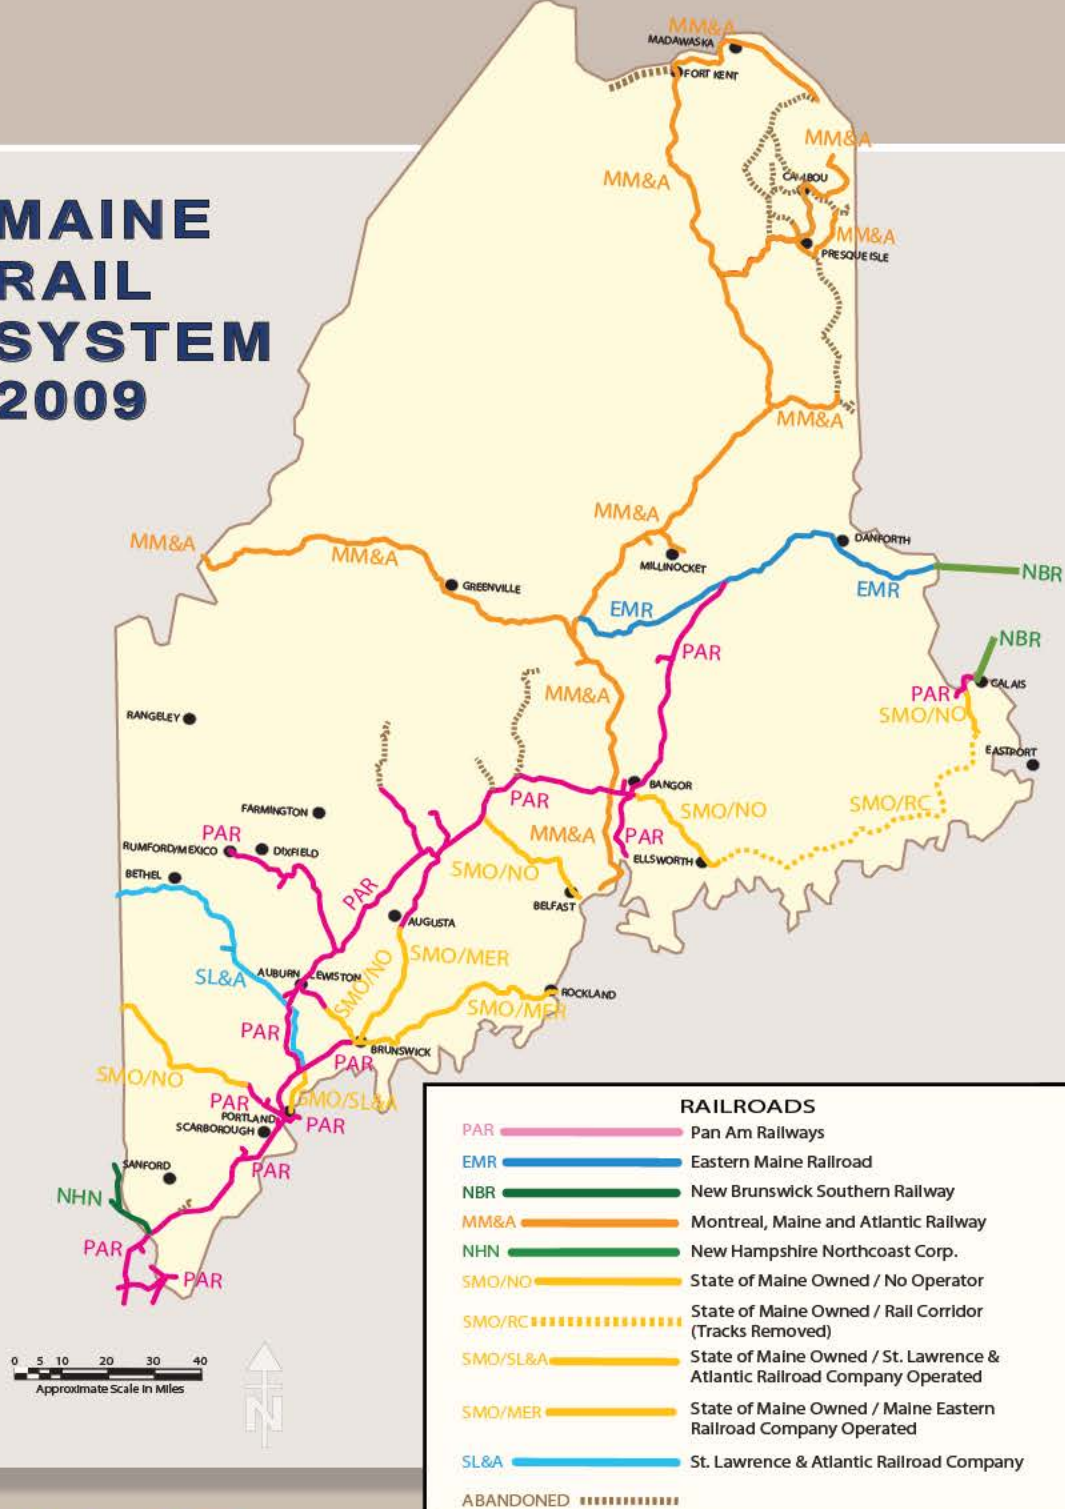 MAINE
RAIL
SYSTEM
2009
MM&A
MADAWASKA
FORT KENT
MM&A
MM&A
CARIBOU
MM&A
PRESQUE ISLE
MM&A
MM&A
MM&A
MM&A
MILLINOCKET
DANFORTH
EMR
NBR
GREENVILLE
EMR
NBR
PAR
MM&A
CALAIS
PAR
SMO/NO
EASTPORT
RANGELEY
BANGOR
PAR
SMO/NO
SMO/RC
FARMINGTON
PAR
RUMFORD/MEXICO
DIXFIELD
MM&A
PAR
ELLSWORTH
BETHEL
PAR
SMO/NO
BELFAST
AUGUSTA
SMO/MER
SL&A
AUBURN
LEWISTON
SMO/NO
ROCKLAND
SMO/MER
PAR
BRUNSWICK
PAR
SMO/NO
PAR
SMO/SL&A
PORTLAND
SCARBOROUGH
PAR
SANFORD
PAR
NHN
PAR
PAR
0 5 10 20 30 40
Approximate Scale in Miles
N
RAILROADS
PAR Pan Am Railways
EMR Eastern Maine Railroad
NBR New Brunswick Southern Railway
MM&A Montreal, Maine and Atlantic Railway
NHN New Hampshire Northcoast Corp.
SMO/NO State of Maine Owned / No Operator
SMO/RC State of Maine Owned / Rail Corridor
(Tracks Removed)
SMO/SL&A State of Maine Owned / St. Lawrence &
Atlantic Railroad Company Operated
SMO/MER State of Maine Owned / Maine Eastern
Railroad Company Operated
SL&A St. Lawrence & Atlantic Railroad Company
ABANDONED